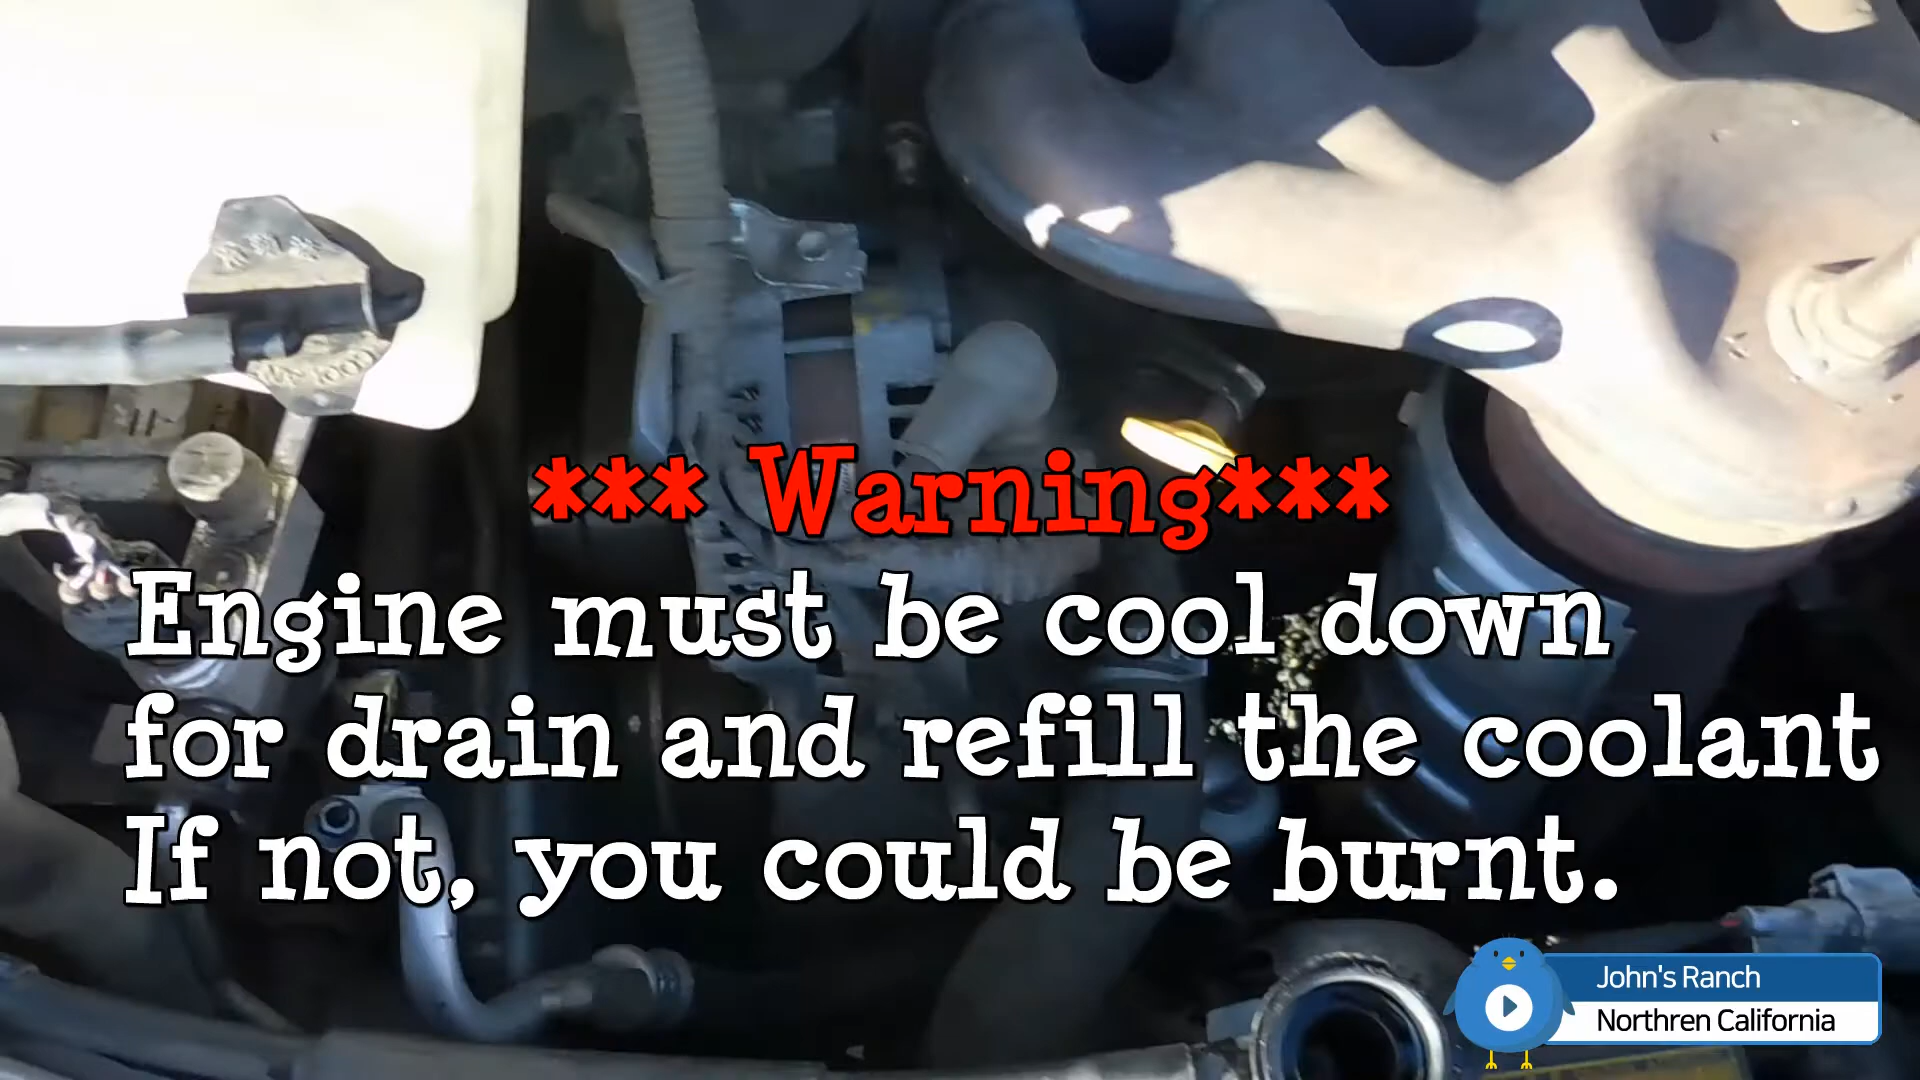 *** Warning***
Engine must be cool down
for drain and refill the coolant
If not, you could be burnt.
John's Ranch
Northren California